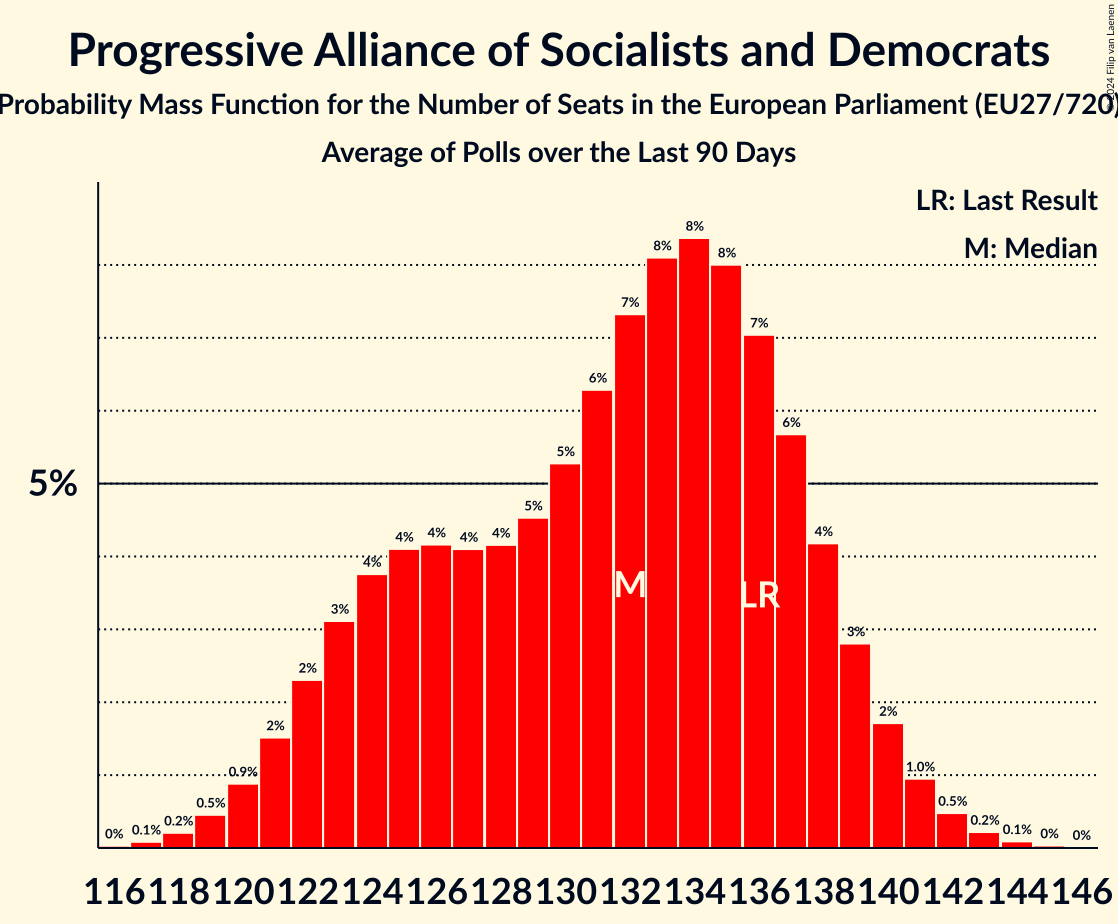 Progressive Alliance of Socialists and Democrats
Probability Mass Function for the Number of Seats in the European Parliament (EU27/720)
Average of Polls over the Last 90 Days
© 2024 Filip van Laenen
LR: Last Result
M: Median
5%
0% 0.1% 0.2% 0.5% 0.9% 2% 2% 3% 4% 4% 4% 4% 4% 5% 5% 6% 7% 8% 8% 8% 7% 6% 4% 3% 2% 1.0% 0.5% 0.2% 0.1% 0% 0%
M LR
116 118 120 122 124 126 128 130 132 134 136 138 140 142 144 146